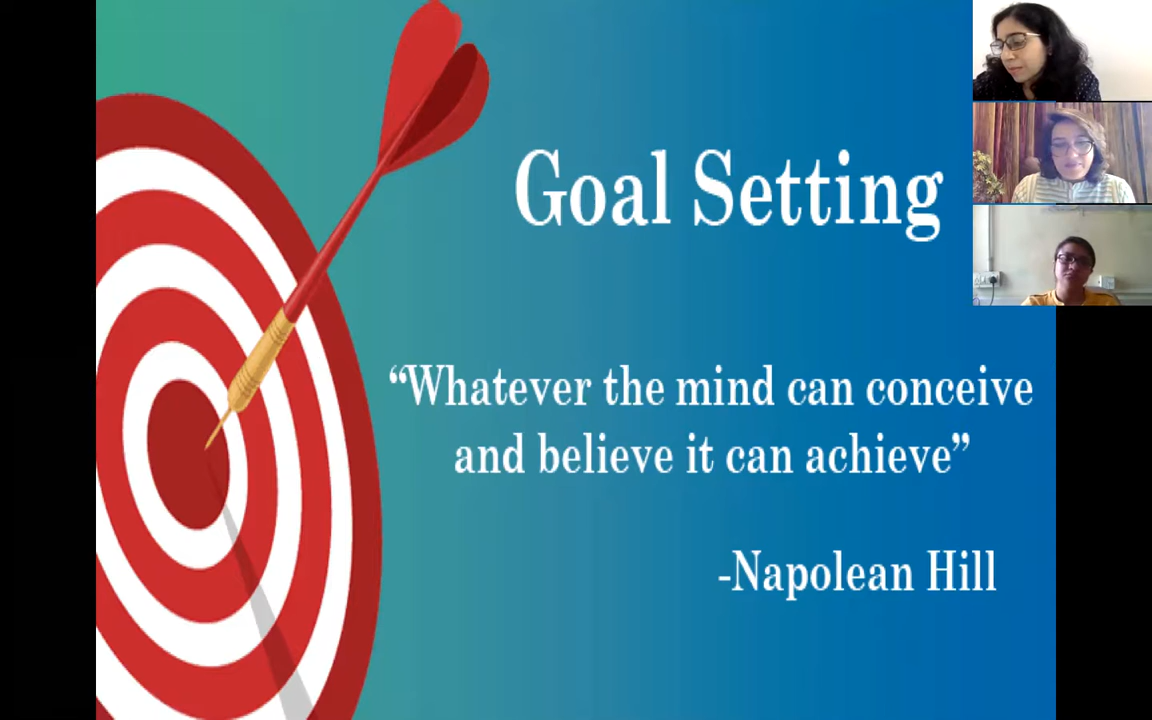 Goal Setting
“Whatever the mind can conceive
and believe it can achieve”
-Napolean Hill